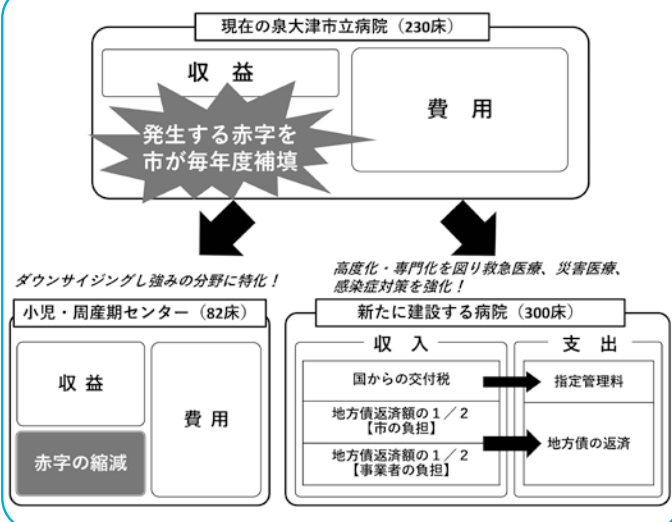 現在の泉大津市立病院（230床）
収 益
費 用
発生する赤字を
市が毎年度補填
ダウンサイジングし強みの分野に特化！
高度化・専門化を図り救急医療、災害医療、
感染症対策を強化！
小児・周産期センター（82床）
収 益
費 用
赤字の縮減
新たに建設する病院（300床）
収 入
支 出
国からの交付税
指定管理料
地方債返済額の１／２
【市の負担】
地方債の返済
地方債返済額の１／２
【事業者の負担】